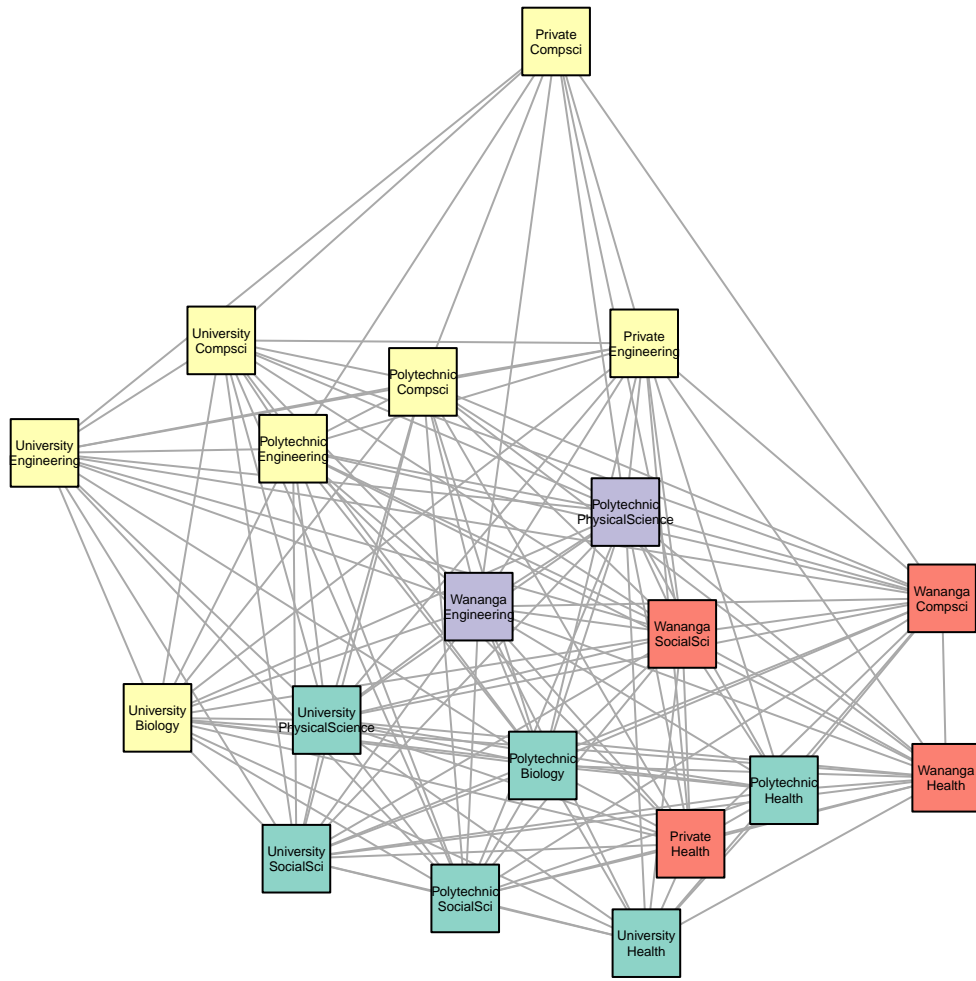 Private
Compsci
University
Compsci
Private
Engineering
Polytechnic
Compsci
University
Engineering
Polytechnic
Engineering
Polytechnic
PhysicalScience
Wananga
Engineering
Wananga
SocialSci
Wananga
Compsci
University
Biology
University
PhysicalScience
Polytechnic
Biology
Polytechnic
Health
Wananga
Health
Private
Health
University
SocialSci
Polytechnic
SocialSci
University
Health